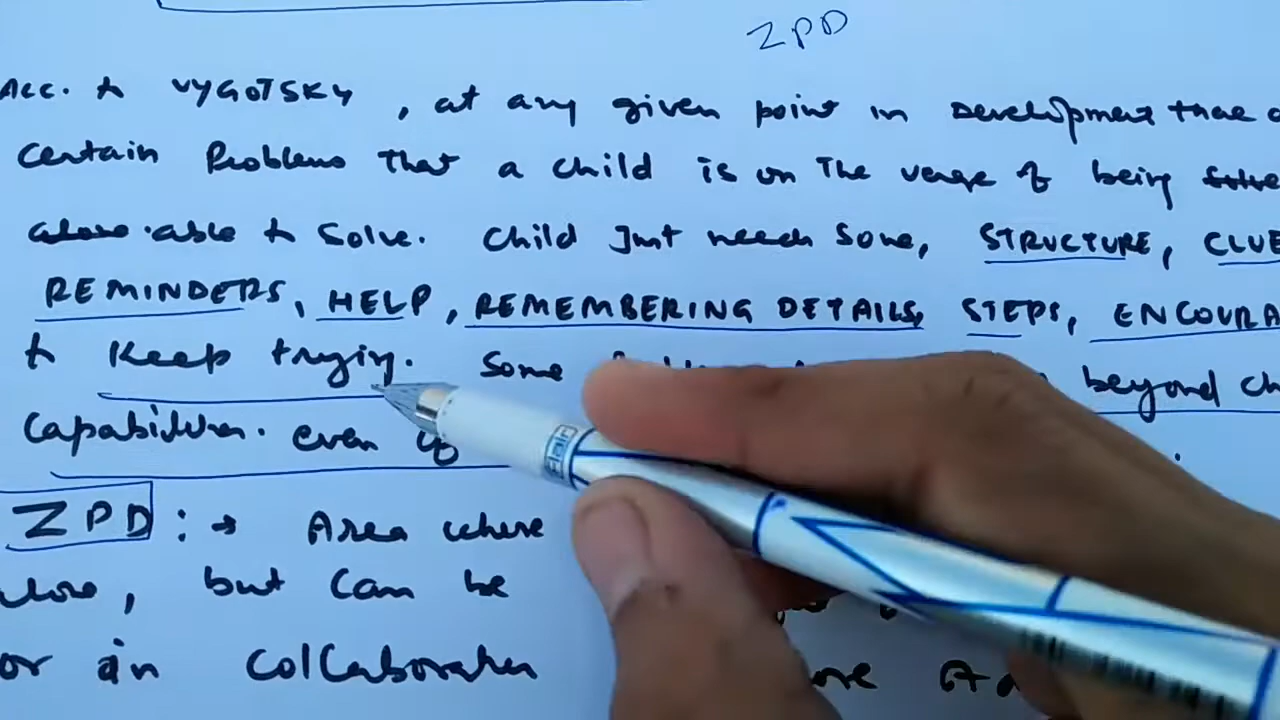 ZPD
Acc. to VYGOTSKY, at any given point in Development there
Certain Problems That a child is on The verge of being
able to Solve. Child Just needs Some, STRUCTURE, CLUE
REMINDERS, HELP, REMEMBERING DETAILS, STEPS, ENCOURA
to Keep trying. Some beyond
Capabilities. even if
ZPD :→ Area where
but can be
or in Collaboration
Flair